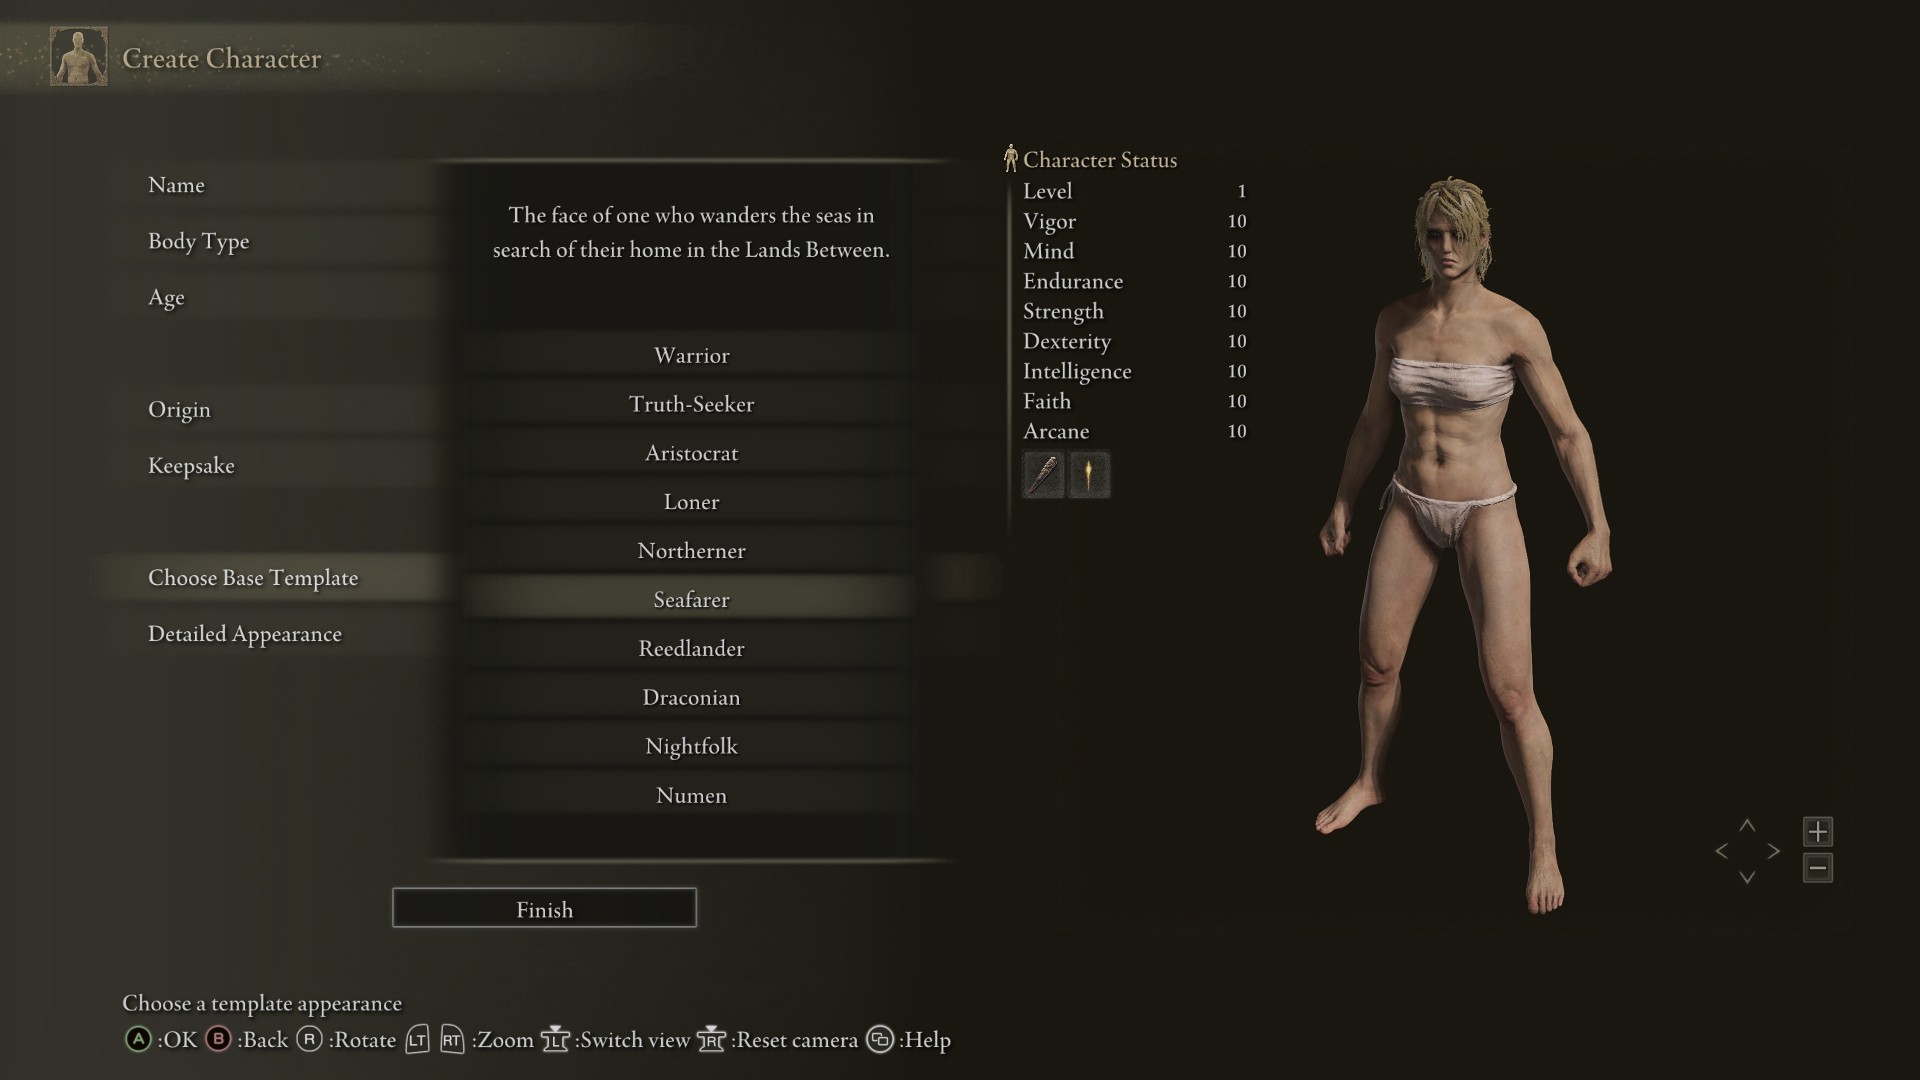 Create Character
Name
Body Type
Age
Origin
Keepsake
Choose Base Template
Detailed Appearance
The face of one who wanders the seas in
search of their home in the Lands Between.
Warrior
Truth-Seeker
Aristocrat
Loner
Northerner
Seafarer
Reedlander
Draconian
Nightfolk
Numen
Finish
Character Status
Level 1
Vigor 10
Mind 10
Endurance 10
Strength 10
Dexterity 10
Intelligence 10
Faith 10
Arcane 10
Choose a template appearance
A :OK B :Back R :Rotate LT RT :Zoom L :Switch view R :Reset camera :Help